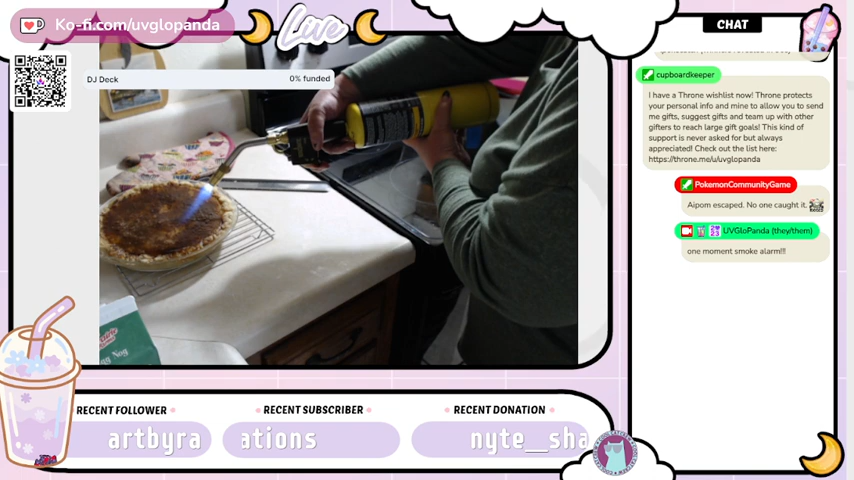 Ko-fi.com/uvglopanda
Live
DJ Deck
0% funded
gg Nog
RECENT FOLLOWER
artbyra
RECENT SUBSCRIBER
ations
RECENT DONATION
nyte__sha
CHAT
cupboardkeeper
I have a Throne wishlist now! Throne protects
your personal info and mine to allow you to send
me gifts, suggest gifts and team up with other
gifters to reach large gift goals! This kind of
support is never asked for but always
appreciated! Check out the list here:
https://throne.me/u/uvglopanda
PokemonCommunityGame
Aipom escaped. No one caught it.
UVGloPanda (they/them)
one moment smoke alarm!!!